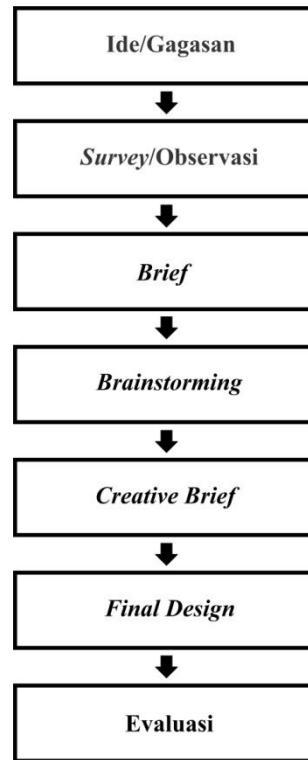 Ide/Gagasan
Survey/Observasi
Brief
Brainstorming
Creative Brief
Final Design
Evaluasi